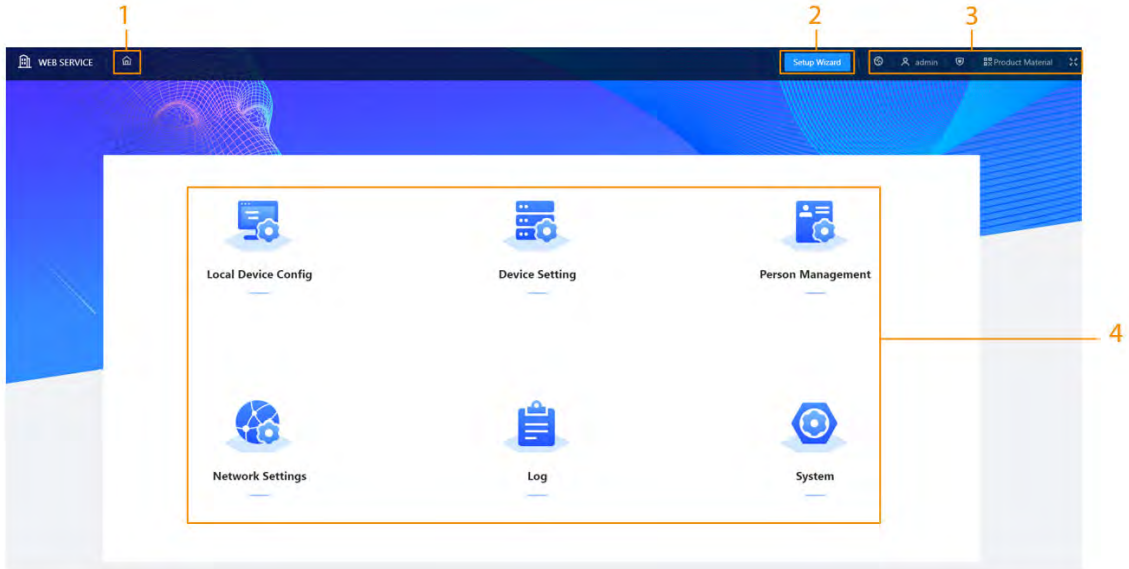 1 2 3
WEB SERVICE Setup Wizard admin Product Material
Local Device Config Device Setting Person Management
4
Network Settings Log System